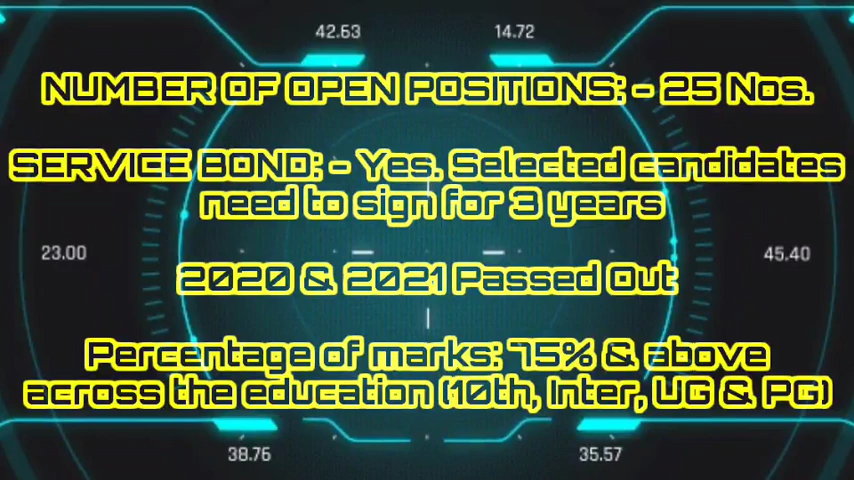 42.63 14.72
NUMBER OF OPEN POSITIONS: - 25 Nos.
SERVICE BOND: - Yes. Selected candidates
need to sign for 3 years
23.00 45.40
2020 & 2021 Passed Out
Percentage of marks: 75% & above
across the education (10th, Inter, UG & PG)
38.76 35.57